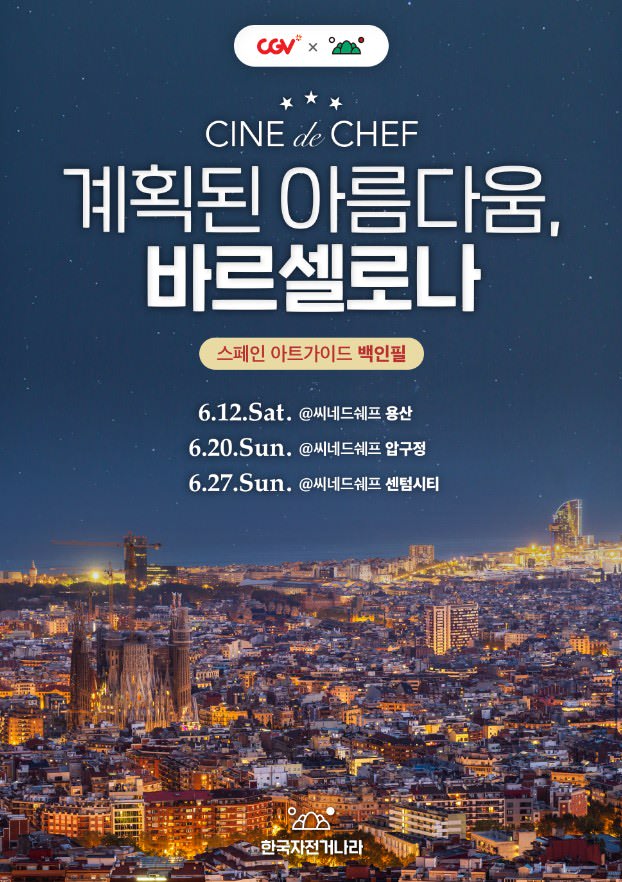 CGV ×
CINE de CHEF
계획된 아름다움,
바르셀로나
스페인 아트가이드 백인필
6.12.Sat. @씨네드쉐프 용산
6.20.Sun. @씨네드쉐프 압구정
6.27.Sun. @씨네드쉐프 센텀시티
한국자전거나라